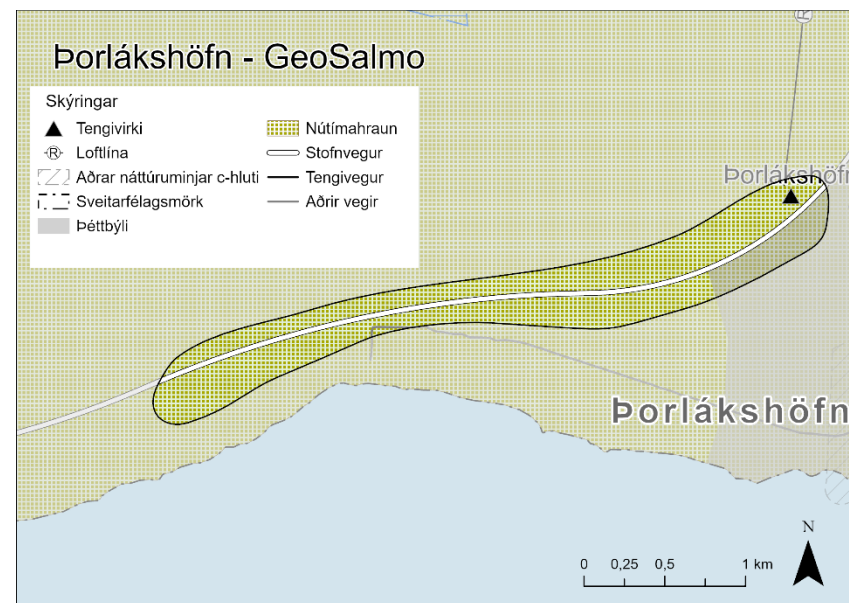 Þorlákshöfn - GeoSalmo
Skýringar
Tengivirki
Loftlína
Aðrar náttúruminjar c-hluti
Sveitarfélagsmörk
Þéttbýli
Nútímahraun
Stofnvegur
Tengivegur
Aðrir vegir
R
R
Þorlákshöfn
Þorlákshöfn
N
0 0,25 0,5 1 km